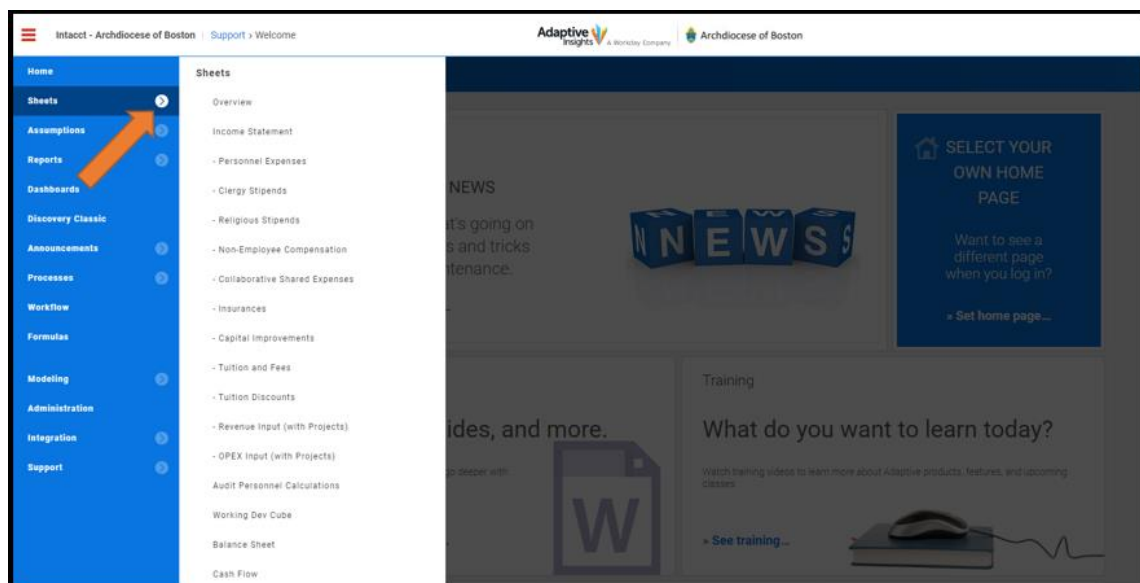 Intacct - Archdiocese of Boston | Support > Welcome
Adaptive Insights A Workday Company
Archdiocese of Boston
Home
Sheets
Assumptions
Reports
Dashboards
Discovery Classic
Announcements
Processes
Workflow
Formulas
Modeling
Administration
Integration
Support
Sheets
Overview
Income Statement
- Personnel Expenses
- Clergy Stipends
- Religious Stipends
- Non-Employee Compensation
- Collaborative Shared Expenses
- Insurances
- Capital Improvements
- Tuition and Fees
- Tuition Discounts
- Revenue Input (with Projects)
- OPEX Input (with Projects)
Audit Personnel Calculations
Working Dev Cube
Balance Sheet
Cash Flow
NEWS
at's going on
s and tricks
ntenance.
N N E W S S
SELECT YOUR
OWN HOME
PAGE
Want to see a
different page
when you log in?
» Set home page...
ides, and more.
go deeper with
W
Training
What do you want to learn today?
Watch training videos to learn more about Adaptive products, features, and upcoming
classes.
» See training...